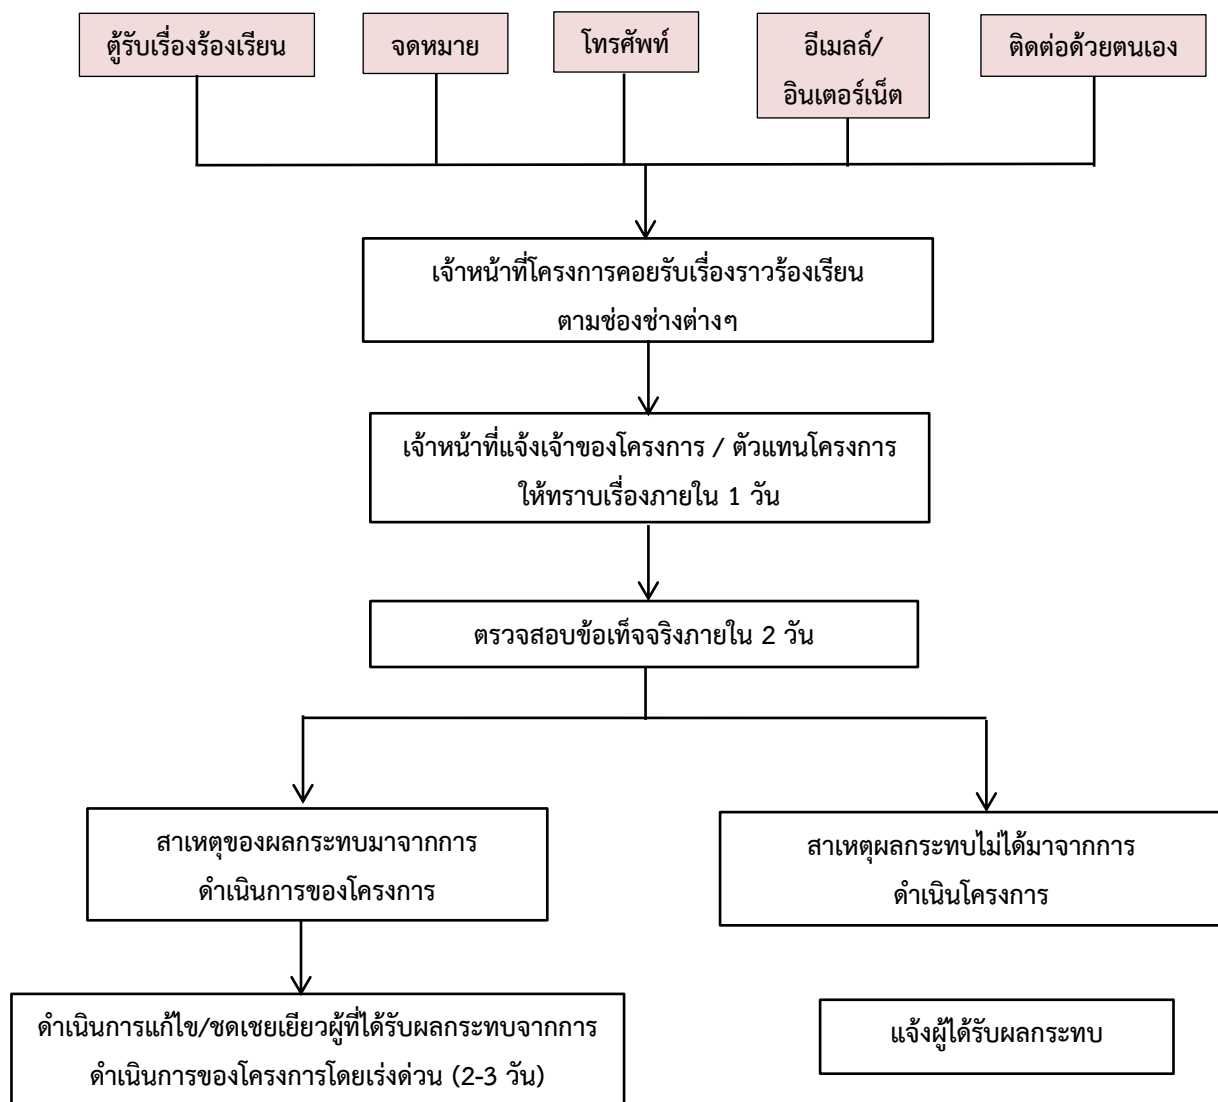 ตู้รับเรื่องร้องเรียน
จดหมาย
โทรศัพท์
อีเมลล์/
อินเตอร์เน็ต
ติดต่อด้วยตนเอง
เจ้าหน้าที่โครงการคอยรับเรื่องราวร้องเรียน
ตามช่องช่างต่างๆ
เจ้าหน้าที่แจ้งเจ้าของโครงการ / ตัวแทนโครงการ
ให้ทราบเรื่องภายใน 1 วัน
ตรวจสอบข้อเท็จจริงภายใน 2 วัน
สาเหตุของผลกระทบมาจากการ
ดำเนินการของโครงการ
สาเหตุผลกระทบไม่ได้มาจากการ
ดำเนินโครงการ
ดำเนินการแก้ไข/ชดเชยเยียวผู้ที่ได้รับผลกระทบจากการ
ดำเนินการของโครงการโดยเร่งด่วน (2-3 วัน)
แจ้งผู้ได้รับผลกระทบ